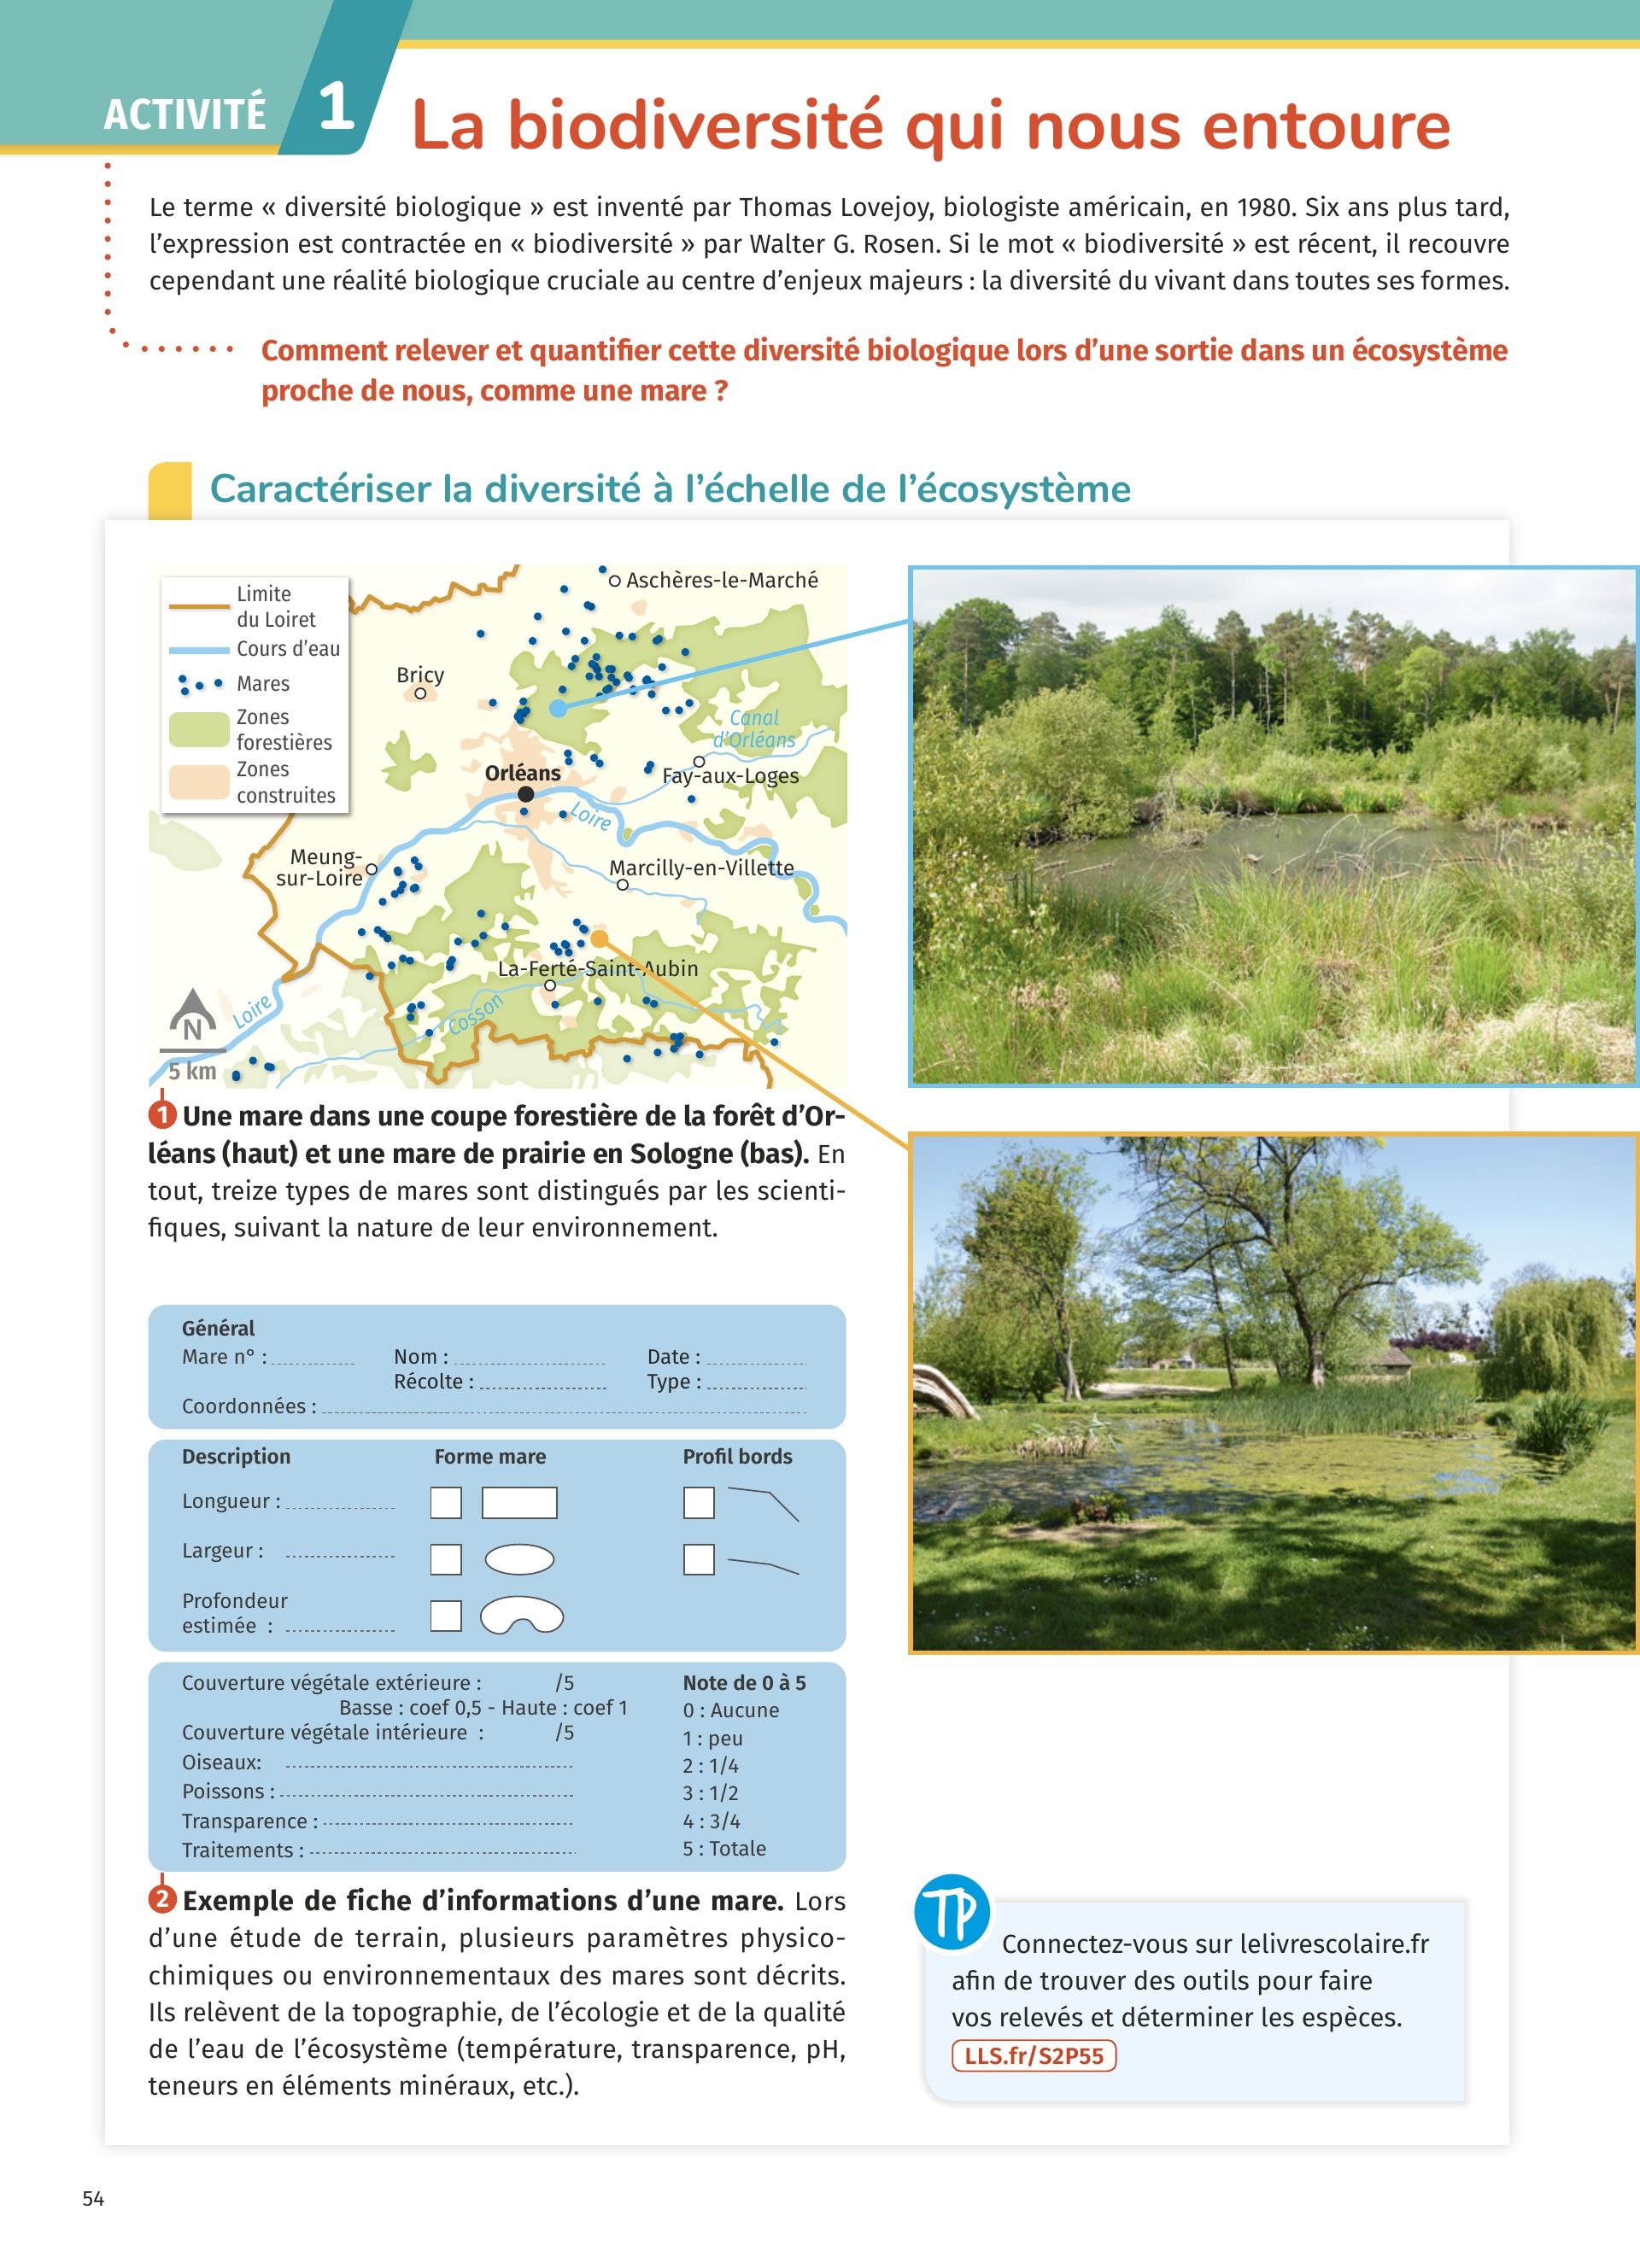 ACTIVITÉ 1
La biodiversité qui nous entoure
Le terme « diversité biologique » est inventé par Thomas Lovejoy, biologiste américain, en 1980. Six ans plus tard,
l'expression est contractée en « biodiversité » par Walter G. Rosen. Si le mot « biodiversité » est récent, il recouvre
cependant une réalité biologique cruciale au centre d'enjeux majeurs : la diversité du vivant dans toutes ses formes.
Comment relever et quantifier cette diversité biologique lors d'une sortie dans un écosystème
proche de nous, comme une mare ?
Caractériser la diversité à l'échelle de l'écosystème
Limite
du Loiret
Cours d'eau
Mares
Zones
forestières
Zones
construites
Aschères-le-Marché
Bricy
Canal
d'Orléans
Orléans
Fay-aux-Loges
Loire
Meung-
sur-Loire
Marcilly-en-Villette
La-Ferté-Saint-Aubin
Cosson
Loire
N
5 km
1 Une mare dans une coupe forestière de la forêt d'Or-
léans (haut) et une mare de prairie en Sologne (bas). En
tout, treize types de mares sont distingués par les scienti-
fiques, suivant la nature de leur environnement.
Général
Mare n° : Nom : Date :
Récolte : Type :
Coordonnées :
Description Forme mare Profil bords
Longueur :
Largeur :
Profondeur
estimée :
Couverture végétale extérieure : /5
Basse : coef 0,5 - Haute : coef 1
Couverture végétale intérieure : /5
Oiseaux:
Poissons :
Transparence :
Traitements :
Note de 0 à 5
0 : Aucune
1 : peu
2 : 1/4
3 : 1/2
4 : 3/4
5 : Totale
2 Exemple de fiche d'informations d'une mare. Lors
d'une étude de terrain, plusieurs paramètres physico-
chimiques ou environnementaux des mares sont décrits.
Ils relèvent de la topographie, de l'écologie et de la qualité
de l'eau de l'écosystème (température, transparence, pH,
teneurs en éléments minéraux, etc.).
TP
Connectez-vous sur lelivrescolaire.fr
afin de trouver des outils pour faire
vos relevés et déterminer les espèces.
LLS.fr/S2P55
54